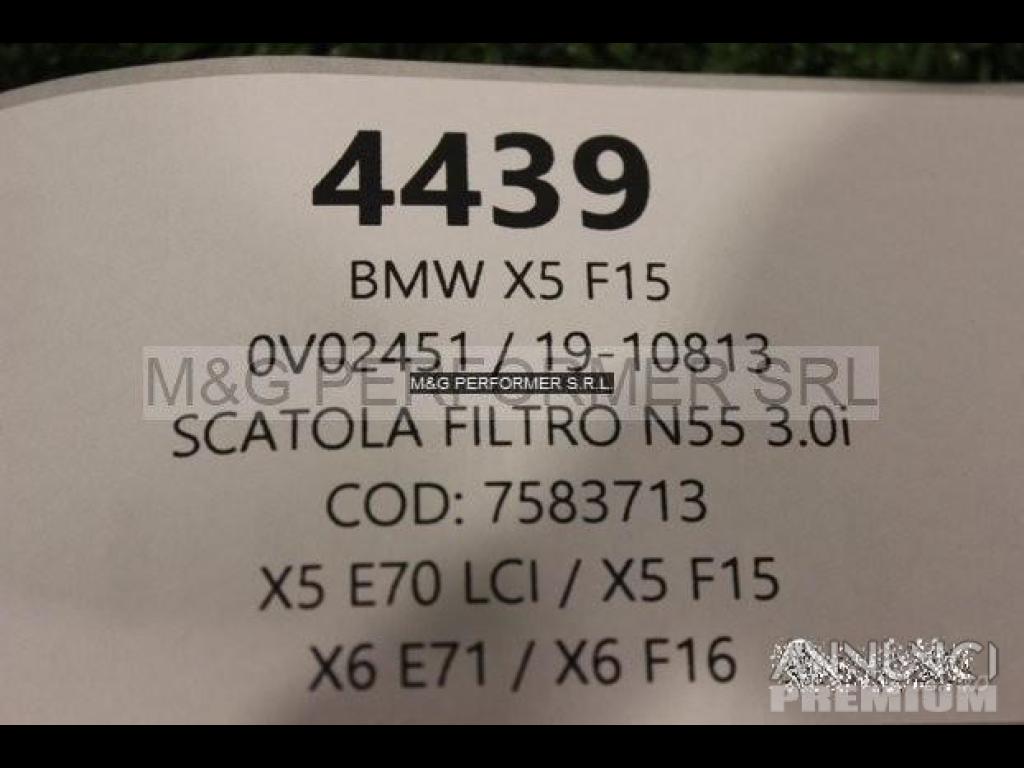 4439
BMW X5 F15
0V02451 / 19-10813
M&G PERFORMER SRL
M&G PERFORMER S.R.L.
SCATOLA FILTRO N55 3.0i
COD: 7583713
X5 E70 LCI / X5 F15
X6 E71 / X6 F16
ANNUNCI
PREMIUM